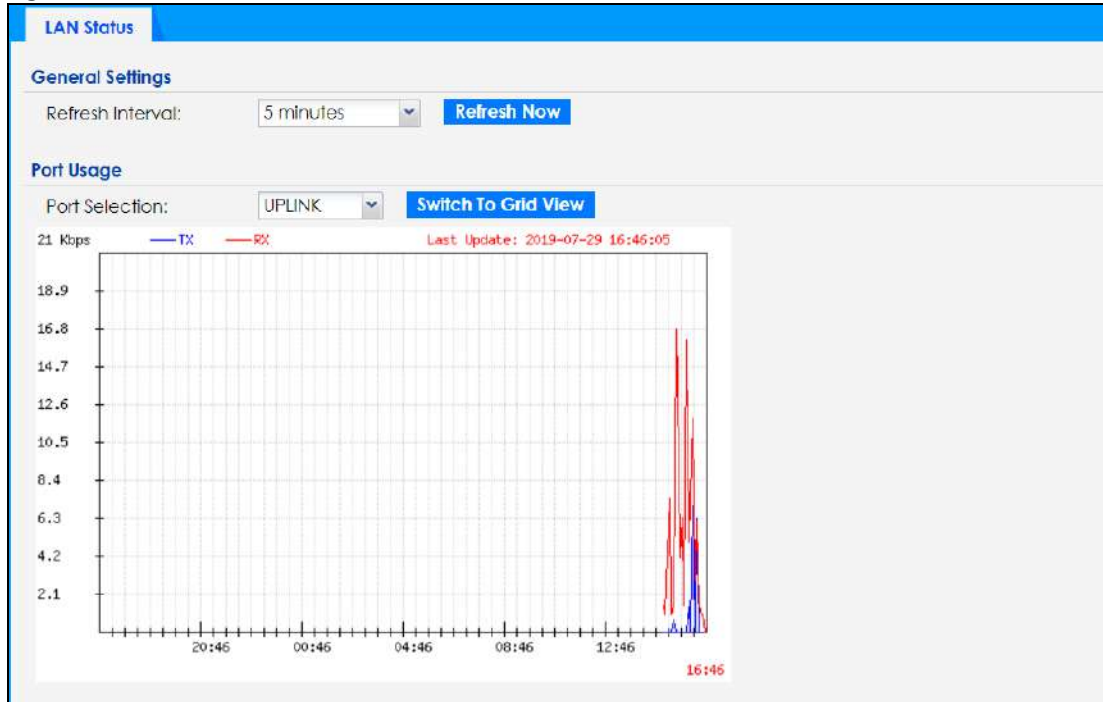 LAN Status
General Settings
Refresh Interval: 5 minutes Refresh Now
Port Usage
Port Selection: UPLINK Switch To Grid View
21 Kbps TX RX Last Update: 2019-07-29 16:46:05
18.9
16.8
14.7
12.6
10.5
8.4
6.3
4.2
2.1
20:46 00:46 04:46 08:46 12:46
16:46